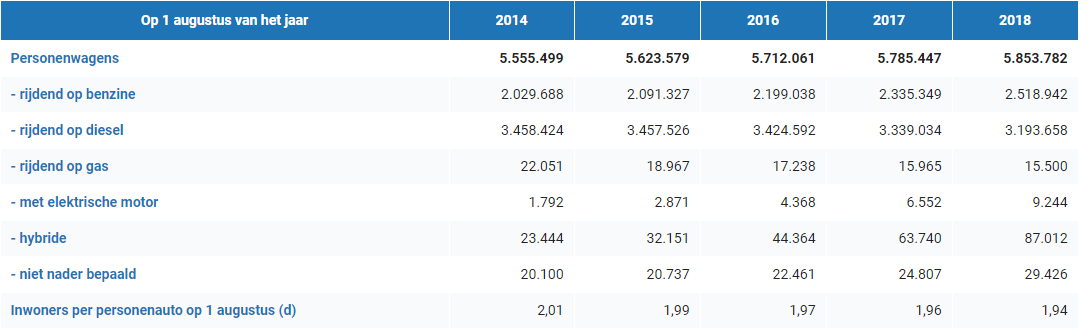 Op 1 augustus van het jaar 2014 2015 2016 2017 2018
Personenwagens 5.555.499 5.623.579 5.712.061 5.785.447 5.853.782
- rijdend op benzine 2.029.688 2.091.327 2.199.038 2.335.349 2.518.942
- rijdend op diesel 3.458.424 3.457.526 3.424.592 3.339.034 3.193.658
- rijdend op gas 22.051 18.967 17.238 15.965 15.500
- met elektrische motor 1.792 2.871 4.368 6.552 9.244
- hybride 23.444 32.151 44.364 63.740 87.012
- niet nader bepaald 20.100 20.737 22.461 24.807 29.426
Inwoners per personenauto op 1 augustus (d) 2,01 1,99 1,97 1,96 1,94